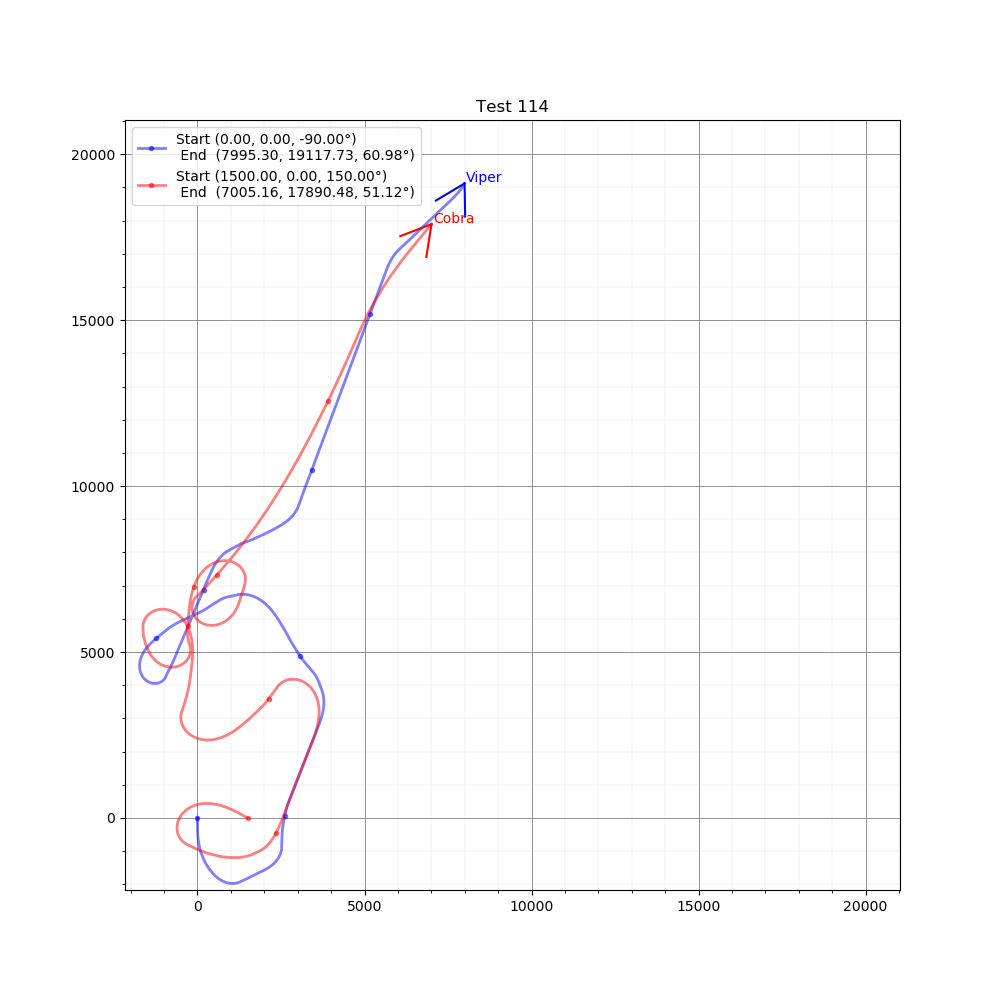 Test 114
Start (0.00, 0.00, -90.00°)
End  (7995.30, 19117.73, 60.98°)
Start (1500.00, 0.00, 150.00°)
End  (7005.16, 17890.48, 51.12°)
Viper
Cobra
20000
15000
10000
5000
0
0
5000
10000
15000
20000